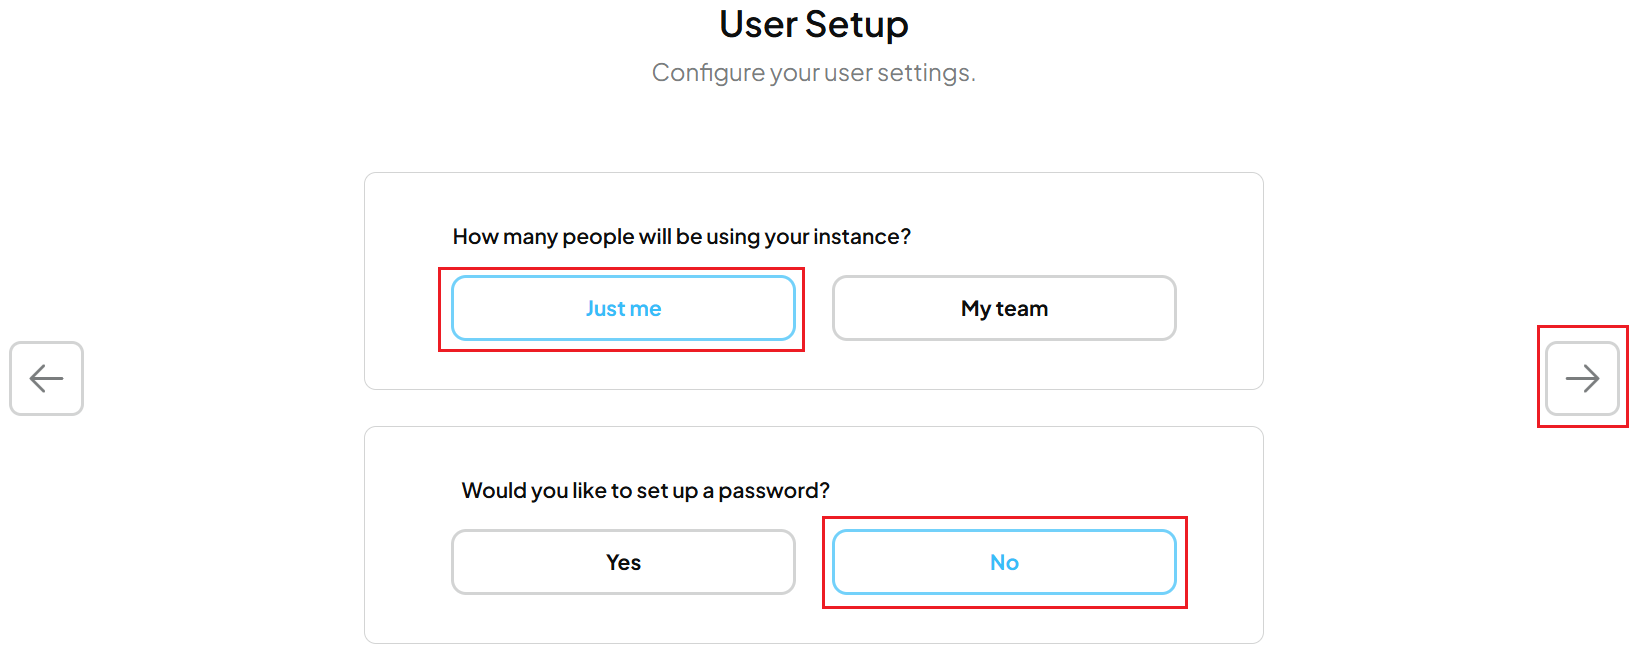 User Setup
Configure your user settings.
How many people will be using your instance?
Just me
My team
Would you like to set up a password?
Yes
No